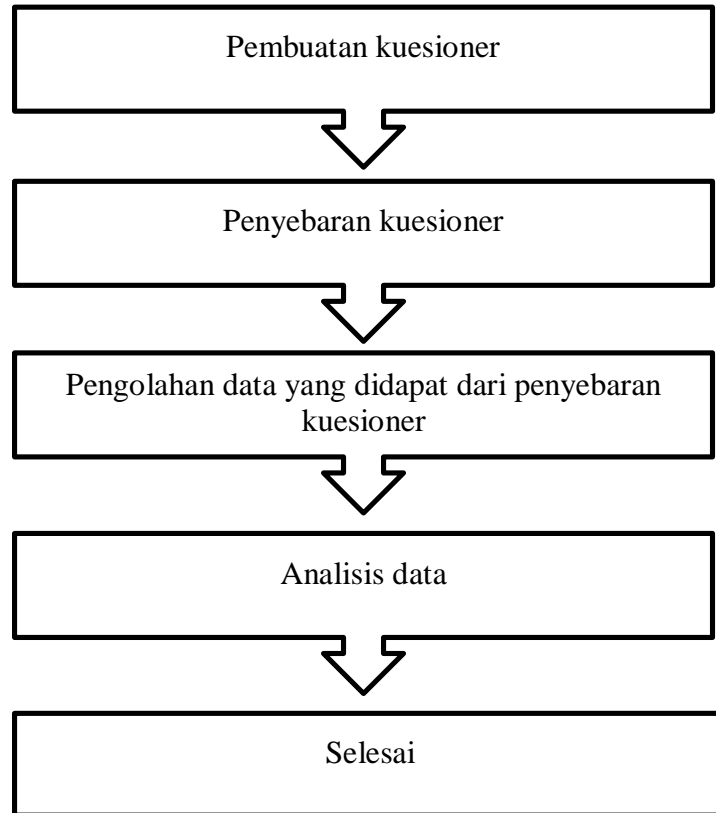 Pembuatan kuesioner
Penyebaran kuesioner
Pengolahan data yang didapat dari penyebaran
kuesioner
Analisis data
Selesai